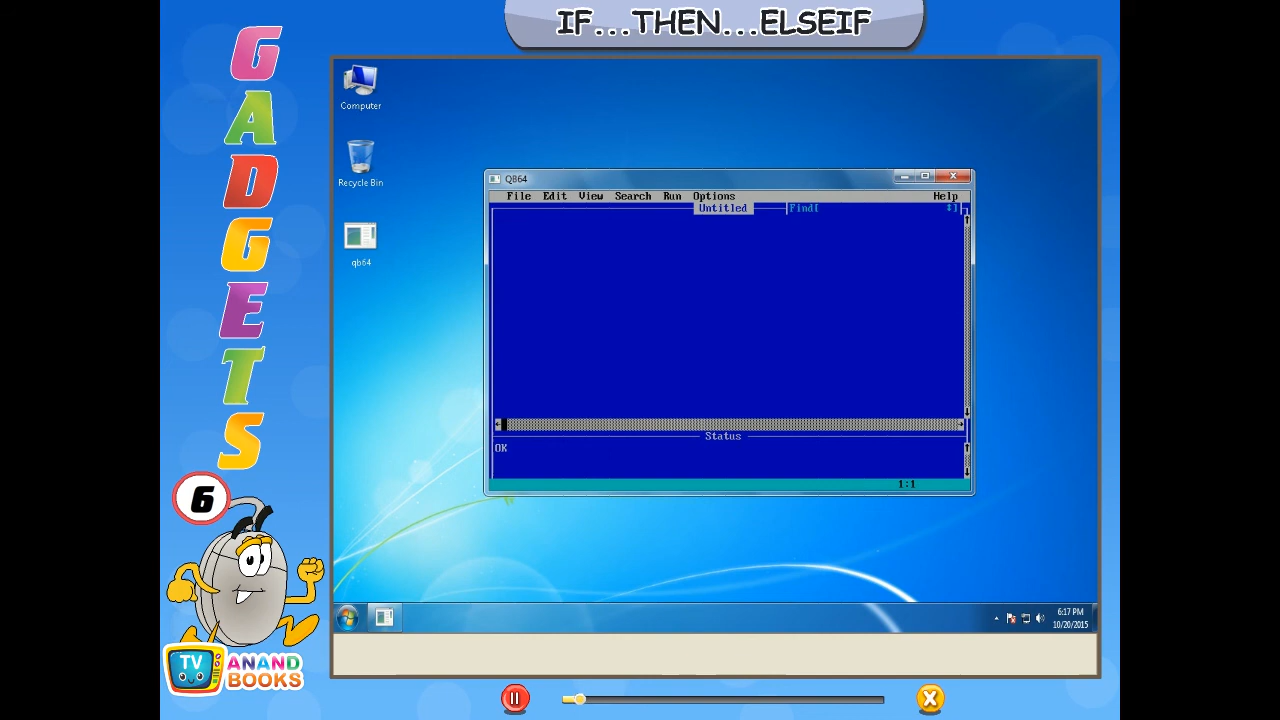 IF...THEN...ELSEIF
GADGETS
6
TV
ANAND
BOOKS
Computer
Recycle Bin
qb64
QB64
File Edit View Search Run Options Help
Untitled Find[ ]
Status
OK
1:1
6:17 PM
10/20/2015